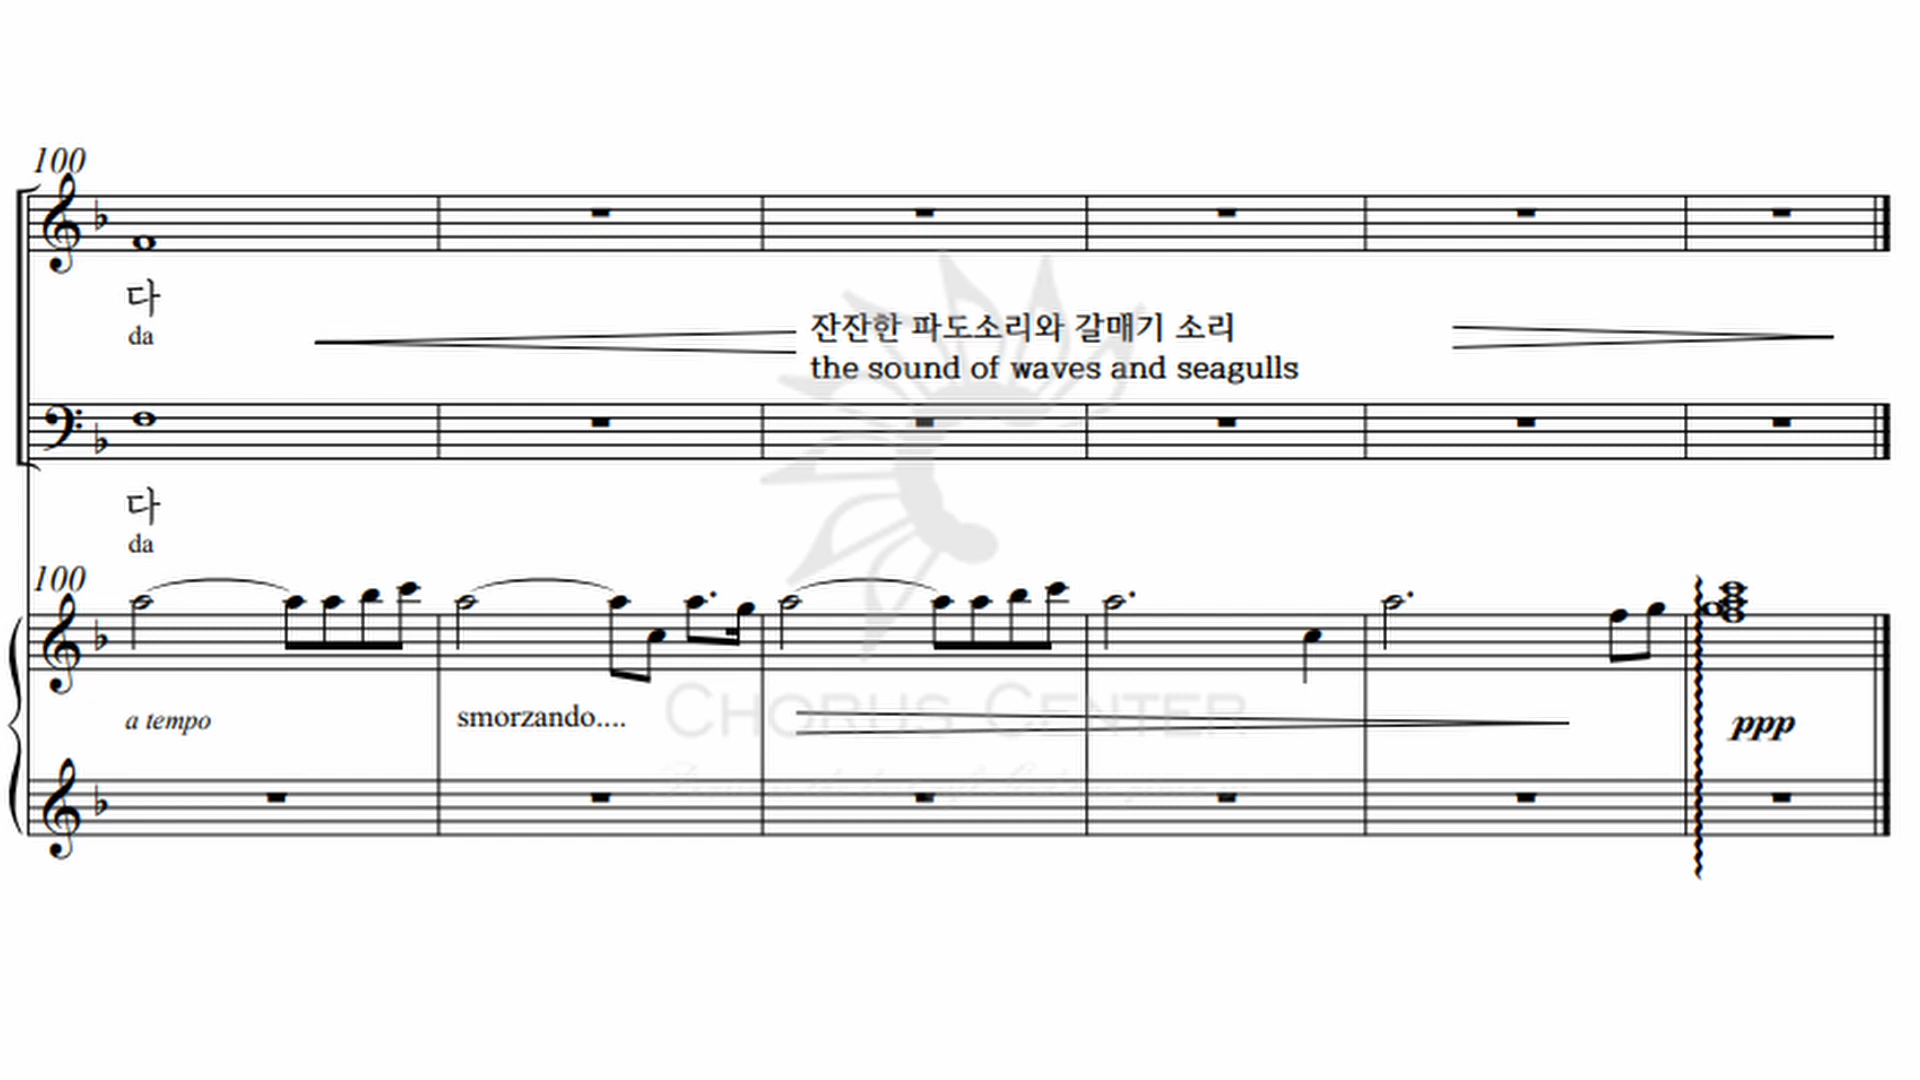 100
다
da
잔잔한 파도소리와 갈매기 소리
the sound of waves and seagulls
다
da
100
a tempo
smorzando....
ppp
CHORUS CENTER